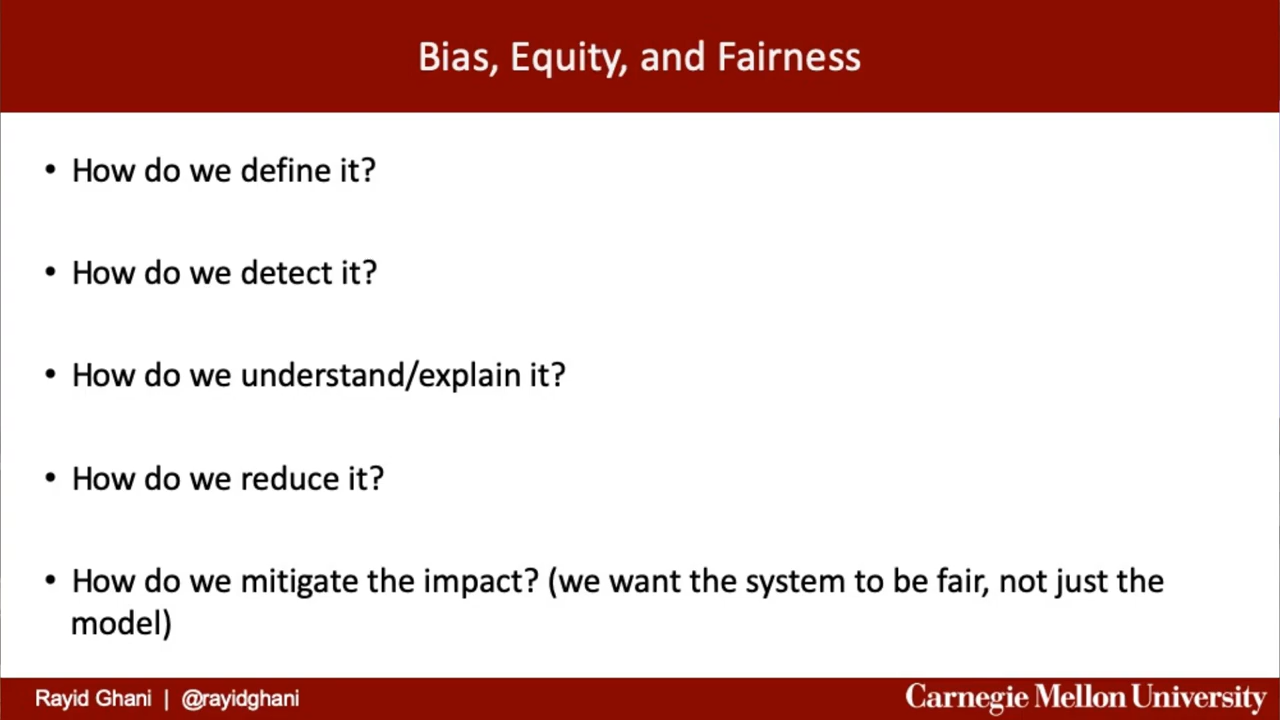 Bias, Equity, and Fairness
• How do we define it?
• How do we detect it?
• How do we understand/explain it?
• How do we reduce it?
• How do we mitigate the impact? (we want the system to be fair, not just the
model)
Rayid Ghani | @rayidghani
Carnegie Mellon University